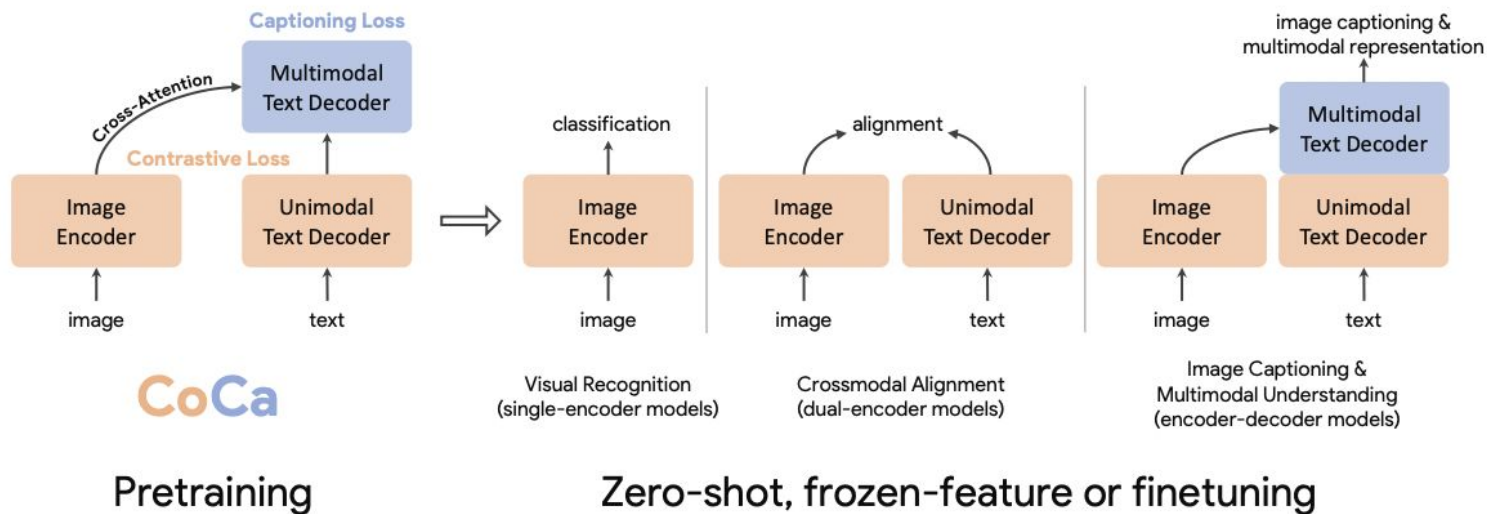 Captioning Loss
Multimodal
Text Decoder
Cross-Attention
Contrastive Loss
Image
Encoder
Unimodal
Text Decoder
image
text
CoCa
Pretraining
classification
Image
Encoder
image
Visual Recognition
(single-encoder models)
alignment
Image
Encoder
Unimodal
Text Decoder
image
text
Crossmodal Alignment
(dual-encoder models)
image captioning &
multimodal representation
Multimodal
Text Decoder
Image
Encoder
Unimodal
Text Decoder
image
text
Image Captioning &
Multimodal Understanding
(encoder-decoder models)
Zero-shot, frozen-feature or finetuning